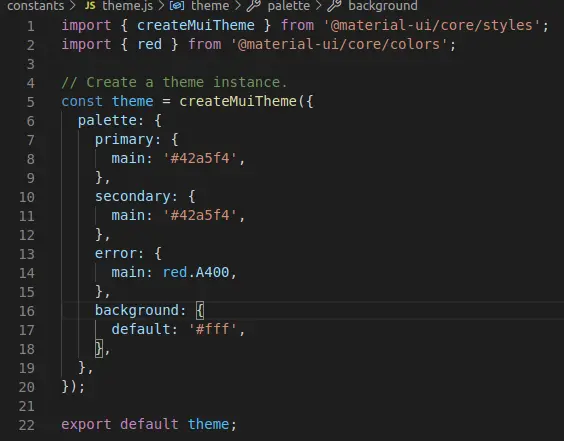 constants > JS theme.js > theme > palette > background
1 import { createMuiTheme } from '@material-ui/core/styles';
2 import { red } from '@material-ui/core/colors';
3
4 // Create a theme instance.
5 const theme = createMuiTheme({
6   palette: {
7     primary: {
8       main: '#42a5f4',
9     },
10     secondary: {
11       main: '#42a5f4',
12     },
13     error: {
14       main: red.A400,
15     },
16     background: {
17       default: '#fff',
18     },
19   },
20 });
21
22 export default theme;